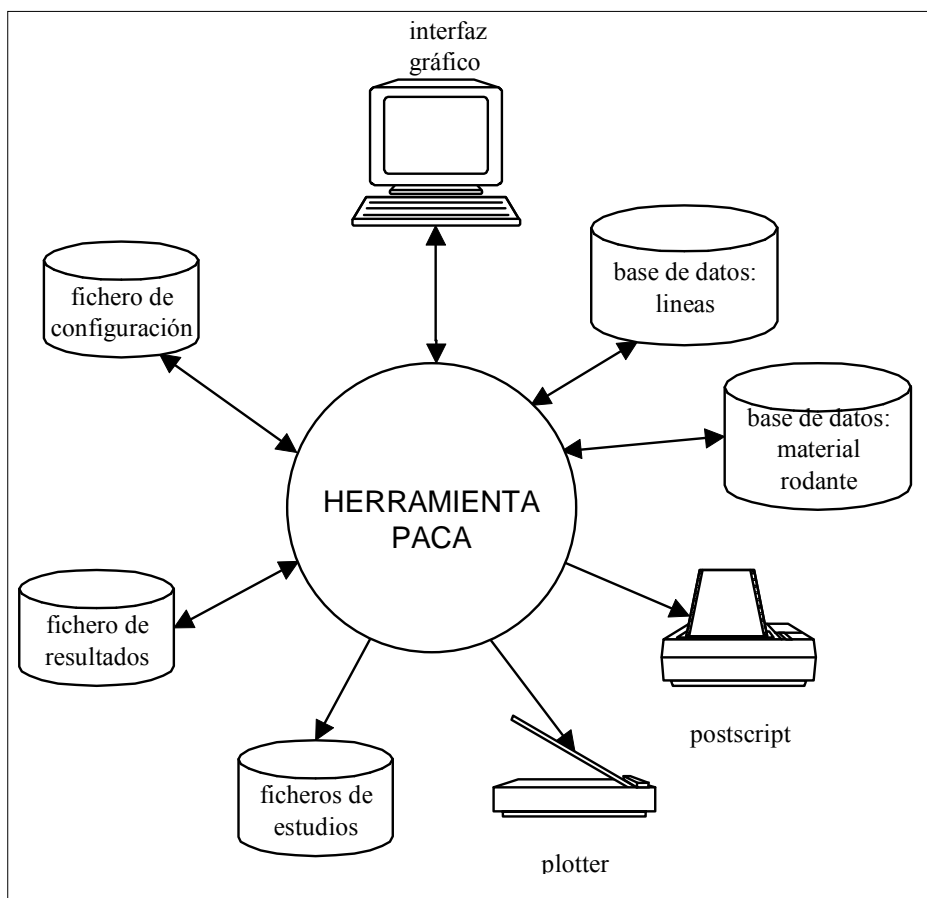 interfaz
gráfico
base de datos:
lineas
fichero de
configuración
base de datos:
material
rodante
HERRAMIENTA
PACA
fichero de
resultados
postscript
ficheros de
estudios
plotter